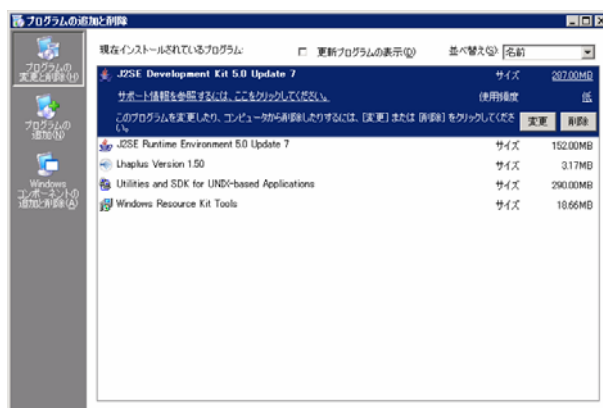 プログラムの追加と削除
プログラムの
変更と削除(H)
プログラムの
追加(N)
Windows
コンポーネントの
追加と削除(A)
現在インストールされているプログラム:
更新プログラムの表示(D)
並べ替え(S)
名前
J2SE Development Kit 5.0 Update 7
サイズ
287.00MB
サポート情報を参照するには、ここをクリックしてください。
使用頻度
低
このプログラムを変更したり、コンピュータから削除したりするには、[変更] または [削除] をクリックしてくださ
い。
変更
削除
J2SE Runtime Environment 5.0 Update 7
サイズ
152.00MB
Lhaplus Version 1.50
サイズ
3.17MB
Utilities and SDK for UNIX-based Applications
サイズ
290.00MB
Windows Resource Kit Tools
サイズ
18.66MB